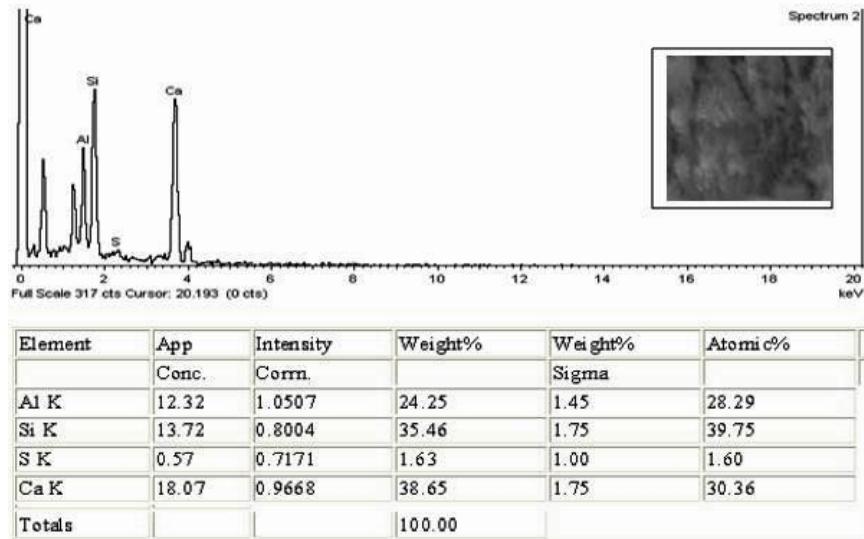 Ca
Spectrum 2
Si
Ca
Al
S
0 2 4 6 8 10 12 14 16 18 20
Full Scale 317 cts Cursor: 20.193 (0 cts)
keV
Element App Intensity Weight% Weight% Atomic%
Conc. Corrn. Sigma
Al K 12.32 1.0507 24.25 1.45 28.29
Si K 13.72 0.8004 35.46 1.75 39.75
S K 0.57 0.7171 1.63 1.00 1.60
Ca K 18.07 0.9668 38.65 1.75 30.36
Totals 100.00